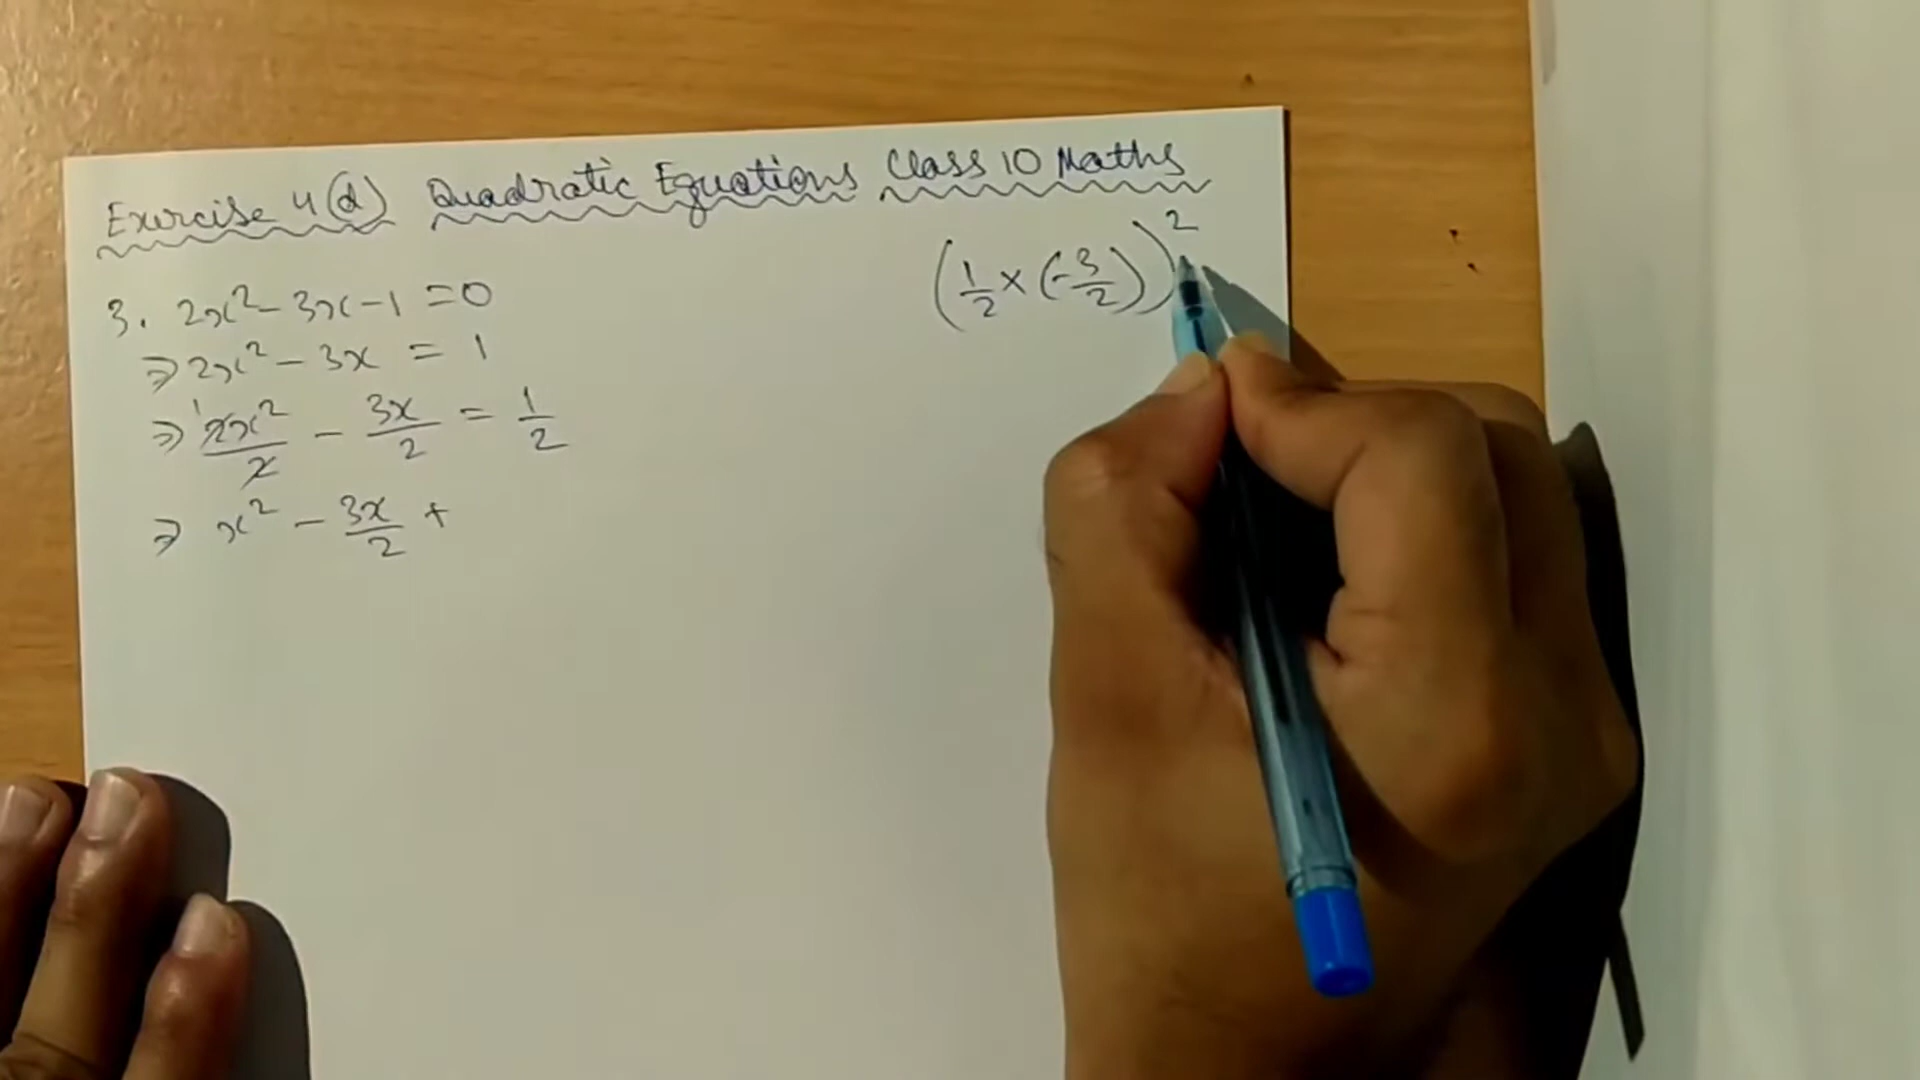 Exercise 4(d) Quadratic Equations Class 10 Maths
(1/2 × (-3/2))²
3. 2x² - 3x - 1 = 0
⇒ 2x² - 3x = 1
⇒ ¹2x²/2 - 3x/2 = 1/2
⇒ x² - 3x/2 +